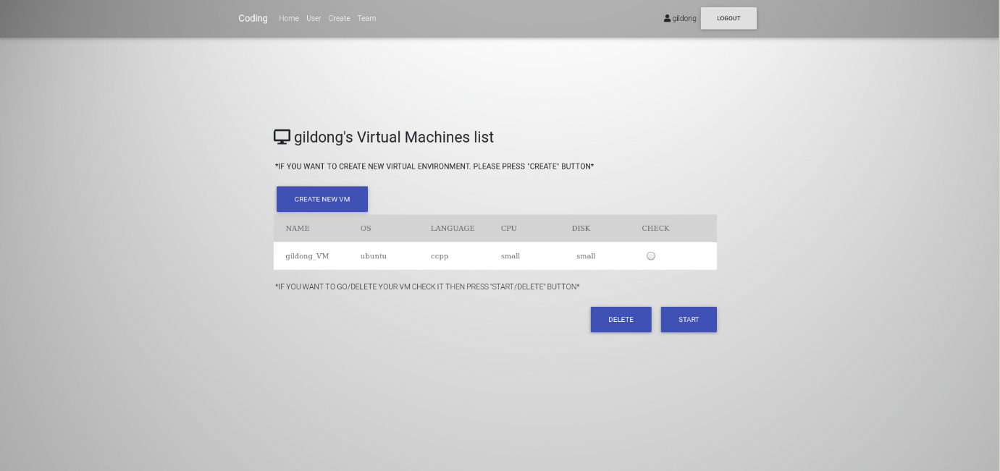 Coding Home User Create Team gildong LOGOUT
gildong's Virtual Machines list
*IF YOU WANT TO CREATE NEW VIRTUAL ENVIRONMENT. PLEASE PRESS "CREATE" BUTTON*
CREATE NEW VM
NAME OS LANGUAGE CPU DISK CHECK
gildong_VM ubuntu ccpp small small
*IF YOU WANT TO GO/DELETE YOUR VM CHECK IT THEN PRESS "START/DELETE" BUTTON*
DELETE START